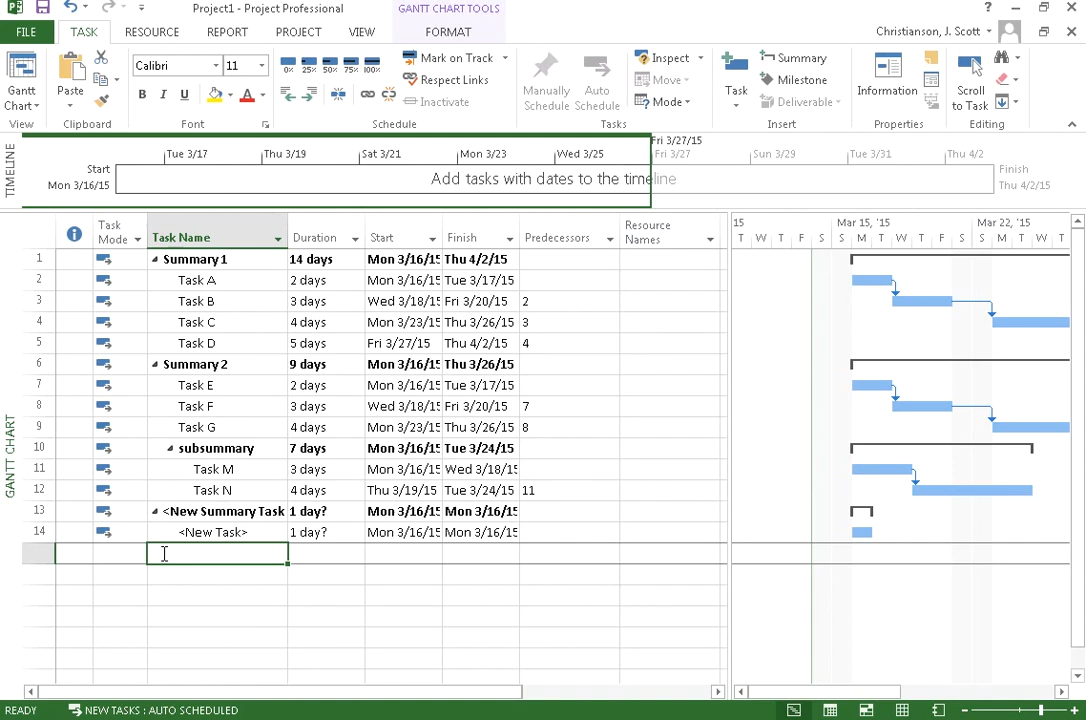 Project1 - Project Professional
GANTT CHART TOOLS
FILE TASK RESOURCE REPORT PROJECT VIEW FORMAT
Christianson, J. Scott
Gantt Chart
Paste
Calibri 11
B I U A
0% 25% 50% 75% 100%
Mark on Track
Respect Links
Inactivate
Manually Schedule
Auto Schedule
Inspect
Move
Mode
Task
Summary
Milestone
Deliverable
Information
Scroll to Task
View Clipboard Font Schedule Tasks Insert Properties Editing
TIMELINE
Fri 3/27/15
Tue 3/17 Thu 3/19 Sat 3/21 Mon 3/23 Wed 3/25 Fri 3/27 Sun 3/29 Tue 3/31 Thu 4/2
Start
Mon 3/16/15
Add tasks with dates to the timeline
Finish
Thu 4/2/15
Task Mode Task Name Duration Start Finish Predecessors Resource Names
15 Mar 15, '15 Mar 22, '15
T W T F S S M T W T F S S M T W T
1 Summary 1 14 days Mon 3/16/15 Thu 4/2/15
2 Task A 2 days Mon 3/16/15 Tue 3/17/15
3 Task B 3 days Wed 3/18/15 Fri 3/20/15 2
4 Task C 4 days Mon 3/23/15 Thu 3/26/15 3
5 Task D 5 days Fri 3/27/15 Thu 4/2/15 4
6 Summary 2 9 days Mon 3/16/15 Thu 3/26/15
7 Task E 2 days Mon 3/16/15 Tue 3/17/15
8 Task F 3 days Wed 3/18/15 Fri 3/20/15 7
9 Task G 4 days Mon 3/23/15 Thu 3/26/15 8
10 subsummary 7 days Mon 3/16/15 Tue 3/24/15
11 Task M 3 days Mon 3/16/15 Wed 3/18/15
12 Task N 4 days Thu 3/19/15 Tue 3/24/15 11
13 <New Summary Task 1 day? Mon 3/16/15 Mon 3/16/15
14 <New Task> 1 day? Mon 3/16/15 Mon 3/16/15
GANTT CHART
READY NEW TASKS : AUTO SCHEDULED